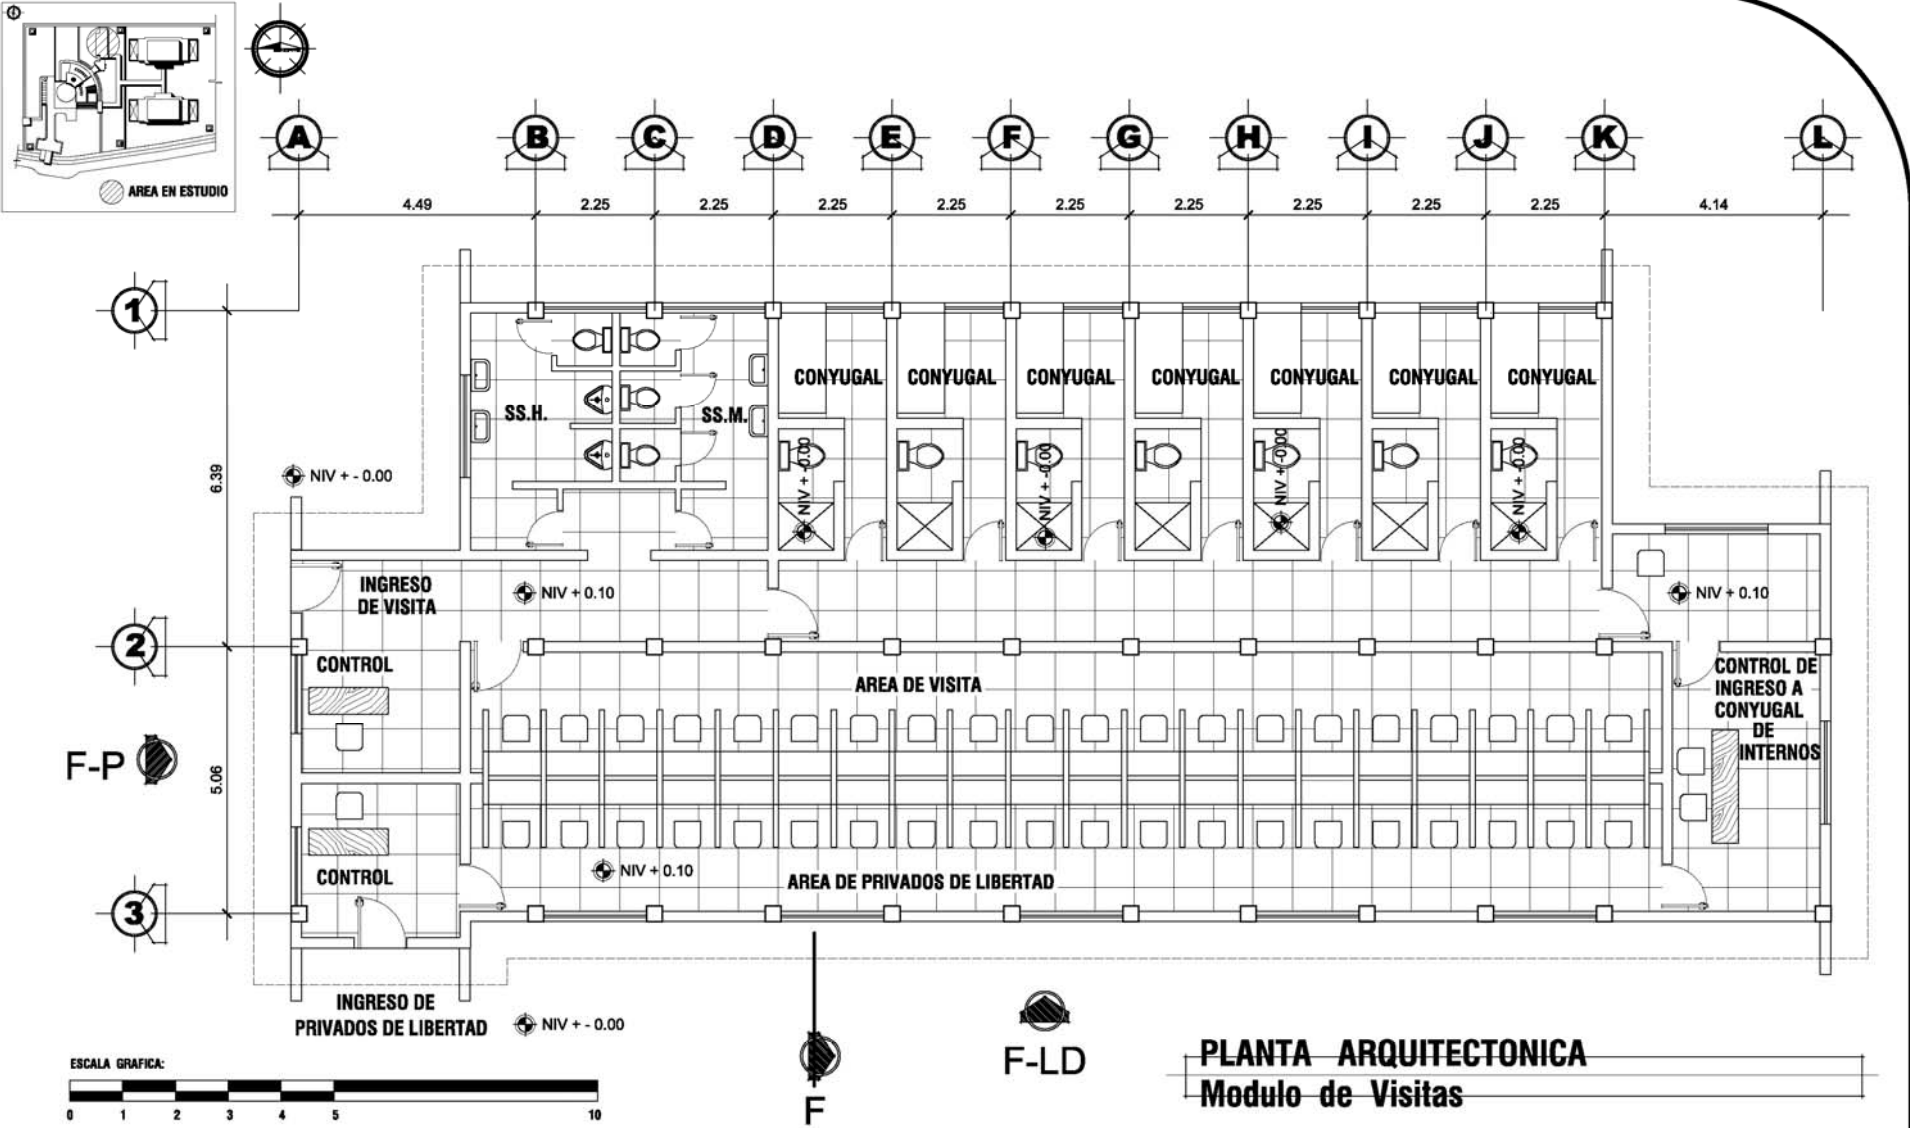 AREA EN ESTUDIO
A B C D E F G H I J K L
4.49 2.25 2.25 2.25 2.25 2.25 2.25 2.25 2.25 2.25 4.14
1
6.39
2
5.06
3
CONYUGAL CONYUGAL CONYUGAL CONYUGAL CONYUGAL CONYUGAL CONYUGAL
SS.H. SS.M.
NIV + -0.00 NIV + -0.00 NIV + -0.00 NIV + -0.00
NIV + - 0.00
INGRESO
DE VISITA
NIV + 0.10
NIV + 0.10
CONTROL
AREA DE VISITA
CONTROL DE
INGRESO A
CONYUGAL
DE
INTERNOS
F-P
CONTROL
NIV + 0.10
AREA DE PRIVADOS DE LIBERTAD
INGRESO DE
PRIVADOS DE LIBERTAD
NIV + - 0.00
ESCALA GRAFICA:
0 1 2 3 4 5 10
F
F-LD
PLANTA ARQUITECTONICA
Modulo de Visitas